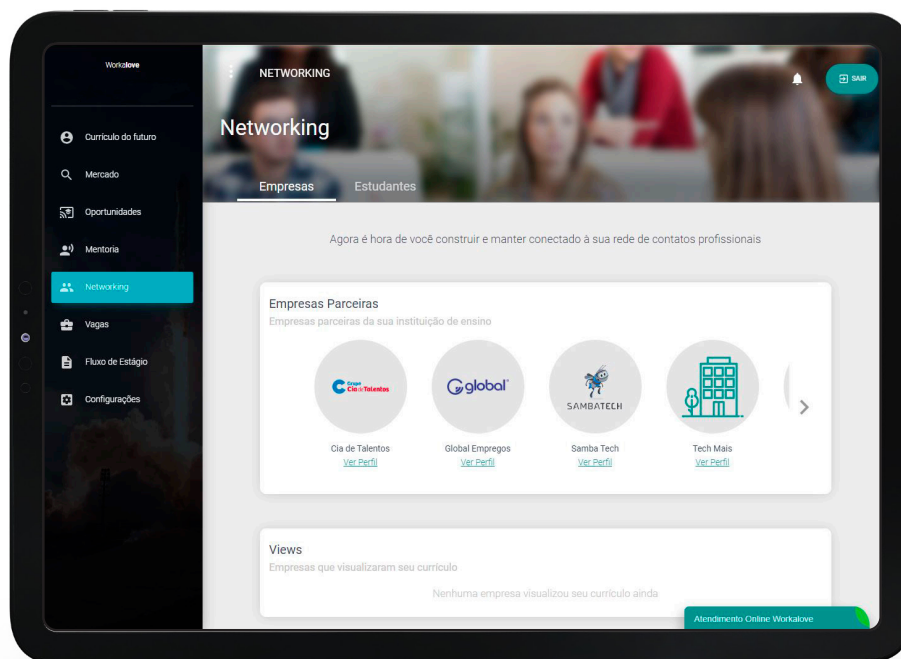 Workalove
Currículo do futuro
Mercado
Oportunidades
Mentoria
Networking
Vagas
Fluxo de Estágio
Configurações
NETWORKING
SAIR
Networking
Empresas
Estudantes
Agora é hora de você construir e manter conectado à sua rede de contatos profissionais
Empresas Parceiras
Empresas parceiras da sua instituição de ensino
Grupo
Cia de Talentos
global
SAMBATECH
Cia de Talentos
Global Empregos
Samba Tech
Tech Mais
Ver Perfil
Ver Perfil
Ver Perfil
Ver Perfil
Views
Empresas que visualizaram seu currículo
Nenhuma empresa visualizou seu currículo ainda
Atendimento Online Workalove